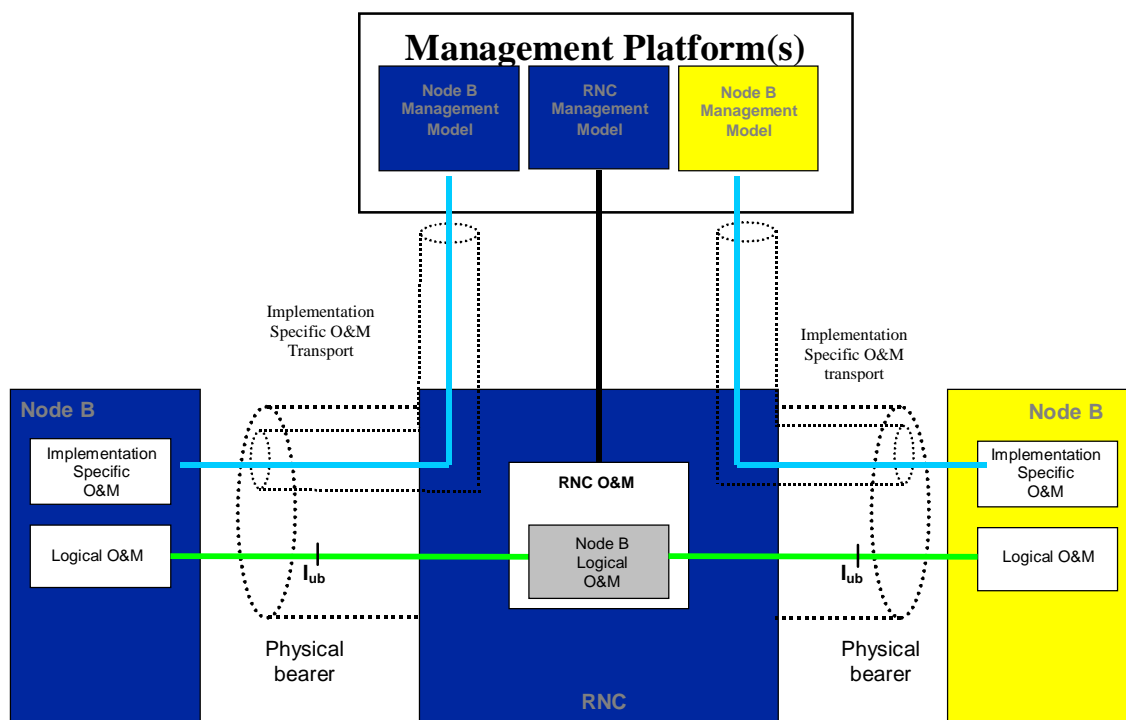 Management Platform(s)
Node B
Management
Model
RNC
Management
Model
Node B
Management
Model
Implementation
Specific O&M
Transport
Implementation
Specific O&M
transport
Node B
Implementation
Specific
O&M
Logical O&M
Iub
Physical
bearer
RNC O&M
Node B
Logical
O&M
RNC
Iub
Physical
bearer
Node B
Implementation
Specific
O&M
Logical O&M